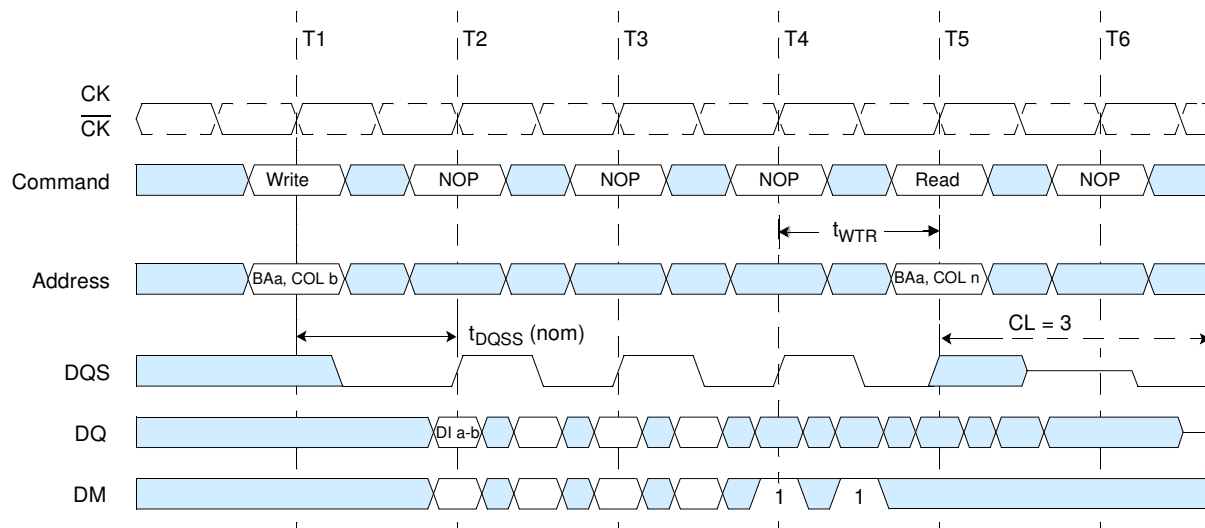 T1 T2 T3 T4 T5 T6
CK
CK
Command Write NOP NOP NOP Read NOP
tWTR
Address BAa, COL b BAa, COL n
tDQSS (nom) CL = 3
DQS
DQ DI a-b
DM 1 1